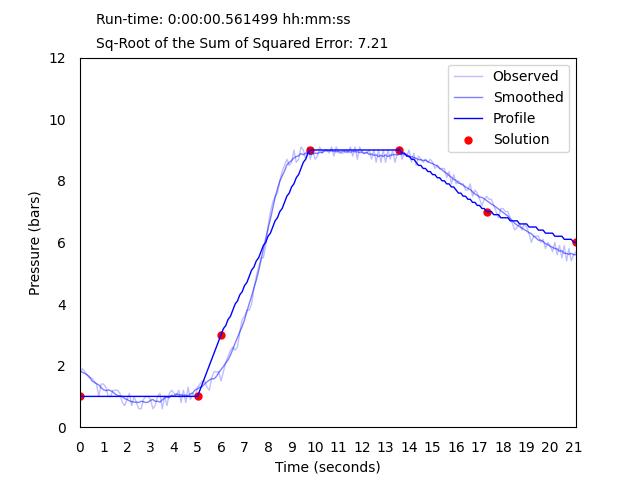 Run-time: 0:00:00.561499 hh:mm:ss
Sq-Root of the Sum of Squared Error: 7.21
12
10
8
6
4
2
0
Pressure (bars)
Observed
Smoothed
Profile
Solution
0 1 2 3 4 5 6 7 8 9 10 11 12 13 14 15 16 17 18 19 20 21
Time (seconds)